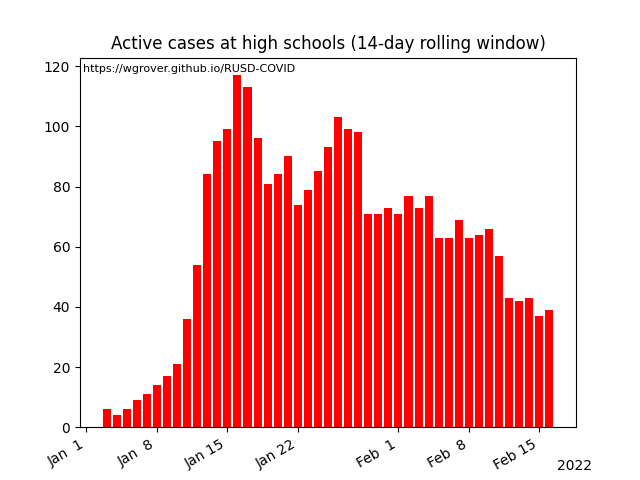 Active cases at high schools (14-day rolling window)
https://wgrover.github.io/RUSD-COVID
120
100
80
60
40
20
0
Jan 1
Jan 8
Jan 15
Jan 22
Feb 1
Feb 8
Feb 15
2022